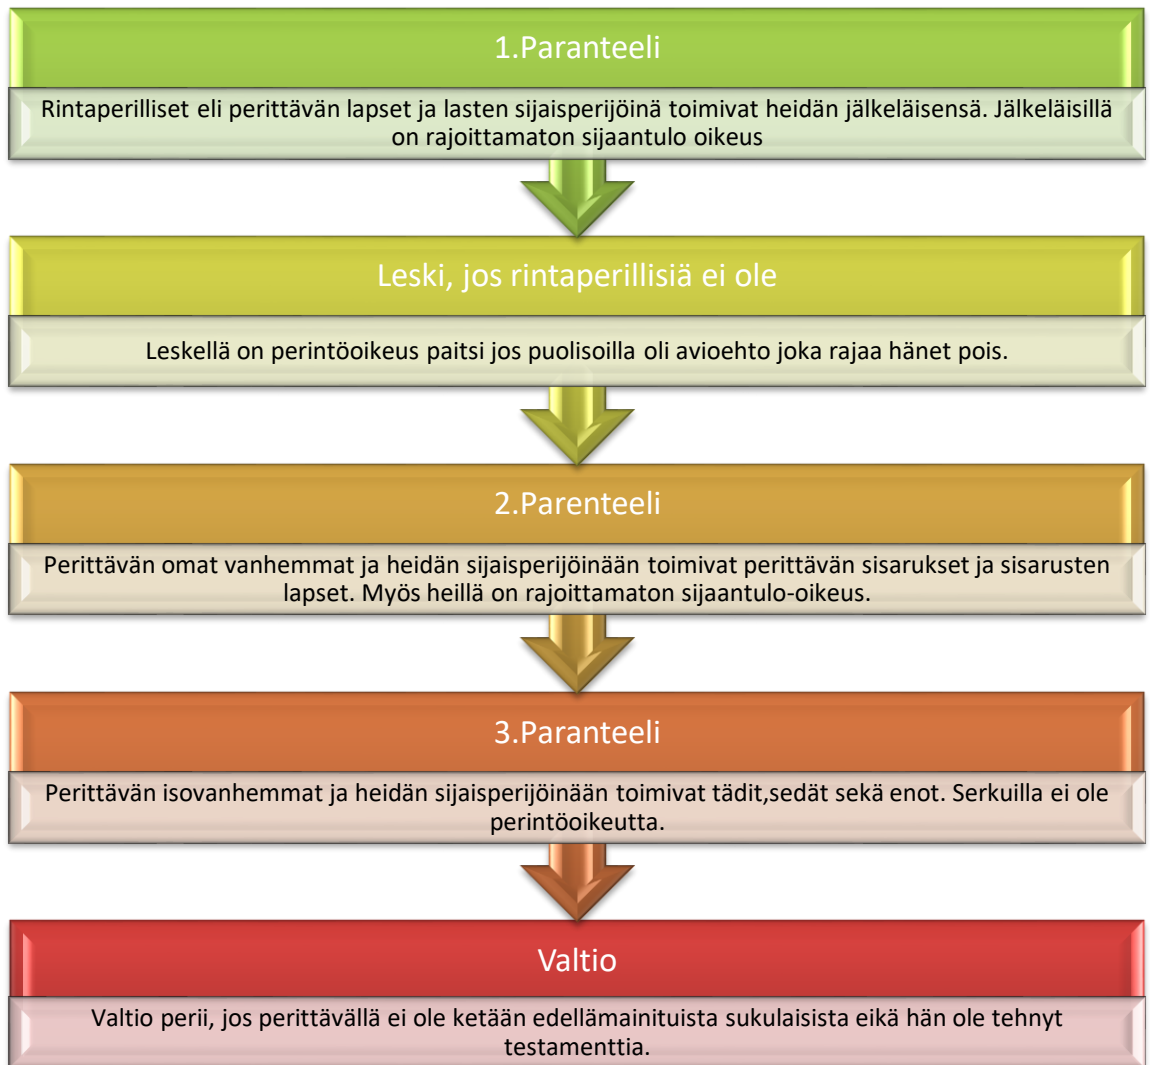 1.Paranteeli
Rintaperilliset eli perittävän lapset ja lasten sijaisperijöinä toimivat heidän jälkeläisensä. Jälkeläisillä
on rajoittamaton sijaantulo oikeus
Leski, jos rintaperillisiä ei ole
Leskellä on perintöoikeus paitsi jos puolisoilla oli avioehto joka rajaa hänet pois.
2.Parenteeli
Perittävän omat vanhemmat ja heidän sijaisperijöinään toimivat perittävän sisarukset ja sisarusten
lapset. Myös heillä on rajoittamaton sijaantulo-oikeus.
3.Paranteeli
Perittävän isovanhemmat ja heidän sijaisperijöinään toimivat tädit,sedät sekä enot. Serkuilla ei ole
perintöoikeutta.
Valtio
Valtio perii, jos perittävällä ei ole ketään edellämainituista sukulaisista eikä hän ole tehnyt
testamenttia.